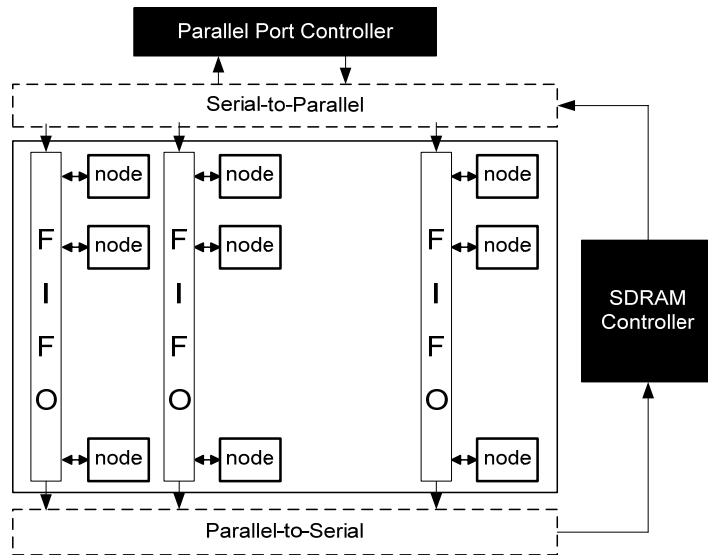 Parallel Port Controller
Serial-to-Parallel
node node node
node node node
F F F
I I I
F F F
O O O
SDRAM
Controller
node node node
Parallel-to-Serial